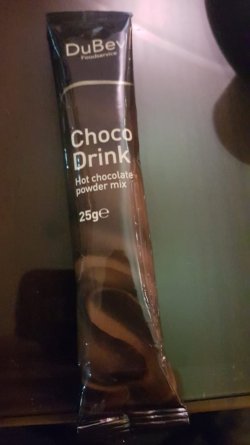 DuBev
Foodservice
Choco
Drink
Hot chocolate
powder mix
25g℮